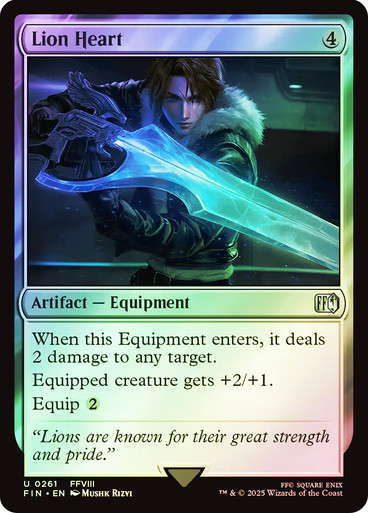 Lion Heart 4
Artifact — Equipment
FFC
When this Equipment enters, it deals
2 damage to any target.
Equipped creature gets +2/+1.
Equip 2
“Lions are known for their great strength
and pride.”
U 0261 FFVIII
FIN • EN Mushk Rizvi
FF© SQUARE ENIX
™ & © 2025 Wizards of the Coast